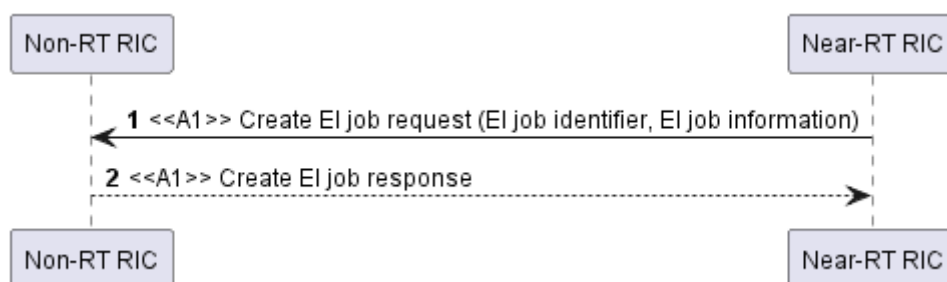 Non-RT RIC
Near-RT RIC
1 <<A1>> Create EI job request (EI job identifier, EI job information)
2 <<A1>> Create EI job response
Non-RT RIC
Near-RT RIC